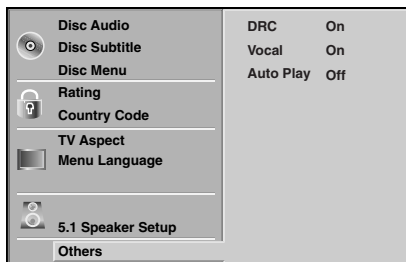 Disc Audio
Disc Subtitle
Disc Menu
Rating
Country Code
TV Aspect
Menu Language
5.1 Speaker Setup
Others
DRC On
Vocal On
Auto Play Off